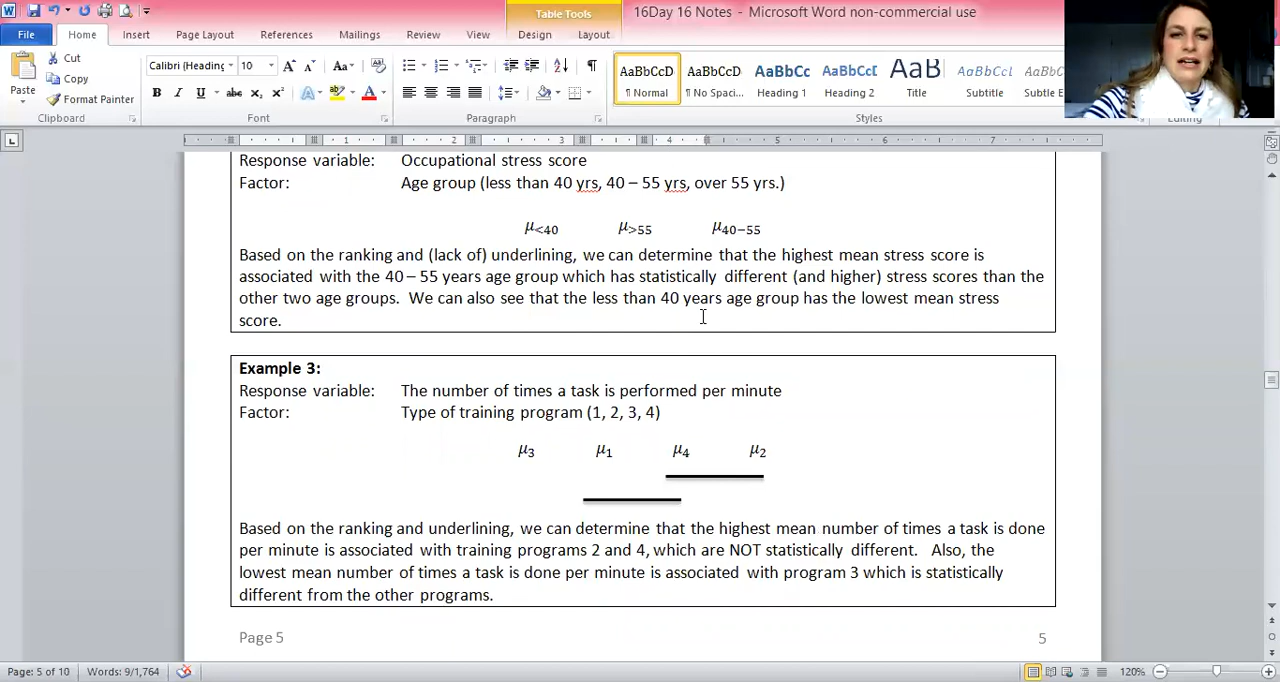 Table Tools
16Day 16 Notes - Microsoft Word non-commercial use
File Home Insert Page Layout References Mailings Review View Design Layout
Cut
Copy
Format Painter
Paste
Clipboard
Calibri (Heading 10
Font
Paragraph
AaBbCcD AaBbCcD AaBbCc AaBbCc AaB AaBbCcD AaBbC
¶ Normal ¶ No Spaci... Heading 1 Heading 2 Title Subtitle Subtle E
Styles
1 2 3 4 5 6 7
Response variable: Occupational stress score
Factor: Age group (less than 40 yrs, 40 – 55 yrs, over 55 yrs.)
μ<40 μ>55 μ40−55
Based on the ranking and (lack of) underlining, we can determine that the highest mean stress score is
associated with the 40 – 55 years age group which has statistically different (and higher) stress scores than the
other two age groups. We can also see that the less than 40 years age group has the lowest mean stress
score.
Example 3:
Response variable: The number of times a task is performed per minute
Factor: Type of training program (1, 2, 3, 4)
μ3 μ1 μ4 μ2
Based on the ranking and underlining, we can determine that the highest mean number of times a task is done
per minute is associated with training programs 2 and 4, which are NOT statistically different. Also, the
lowest mean number of times a task is done per minute is associated with program 3 which is statistically
different from the other programs.
Page 5 5
Page: 5 of 10 Words: 9/1,764 120%